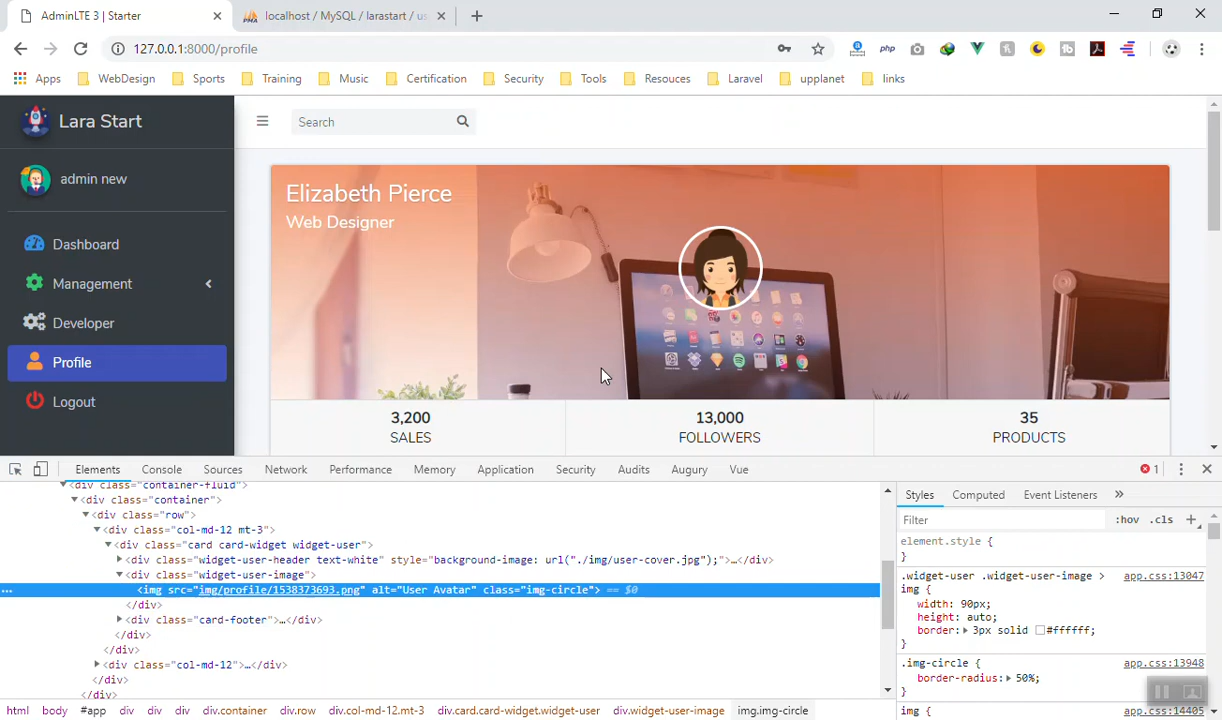 AdminLTE 3 | Starter
localhost / MySQL / larastart / us
127.0.0.1:8000/profile
php
Apps
WebDesign
Sports
Training
Music
Certification
Security
Tools
Resouces
Laravel
upplanet
links
Lara Start
Search
admin new
Dashboard
Management
Developer
Profile
Logout
Elizabeth Pierce
Web Designer
3,200
SALES
13,000
FOLLOWERS
35
PRODUCTS
Elements
Console
Sources
Network
Performance
Memory
Application
Security
Audits
Augury
Vue
1
<div class="container-fluid">
<div class="container">
<div class="row">
<div class="col-md-12 mt-3">
<div class="card card-widget widget-user">
<div class="widget-user-header text-white" style="background-image: url("./img/user-cover.jpg");">…</div>
<div class="widget-user-image">
<img src="img/profile/1538373693.png" alt="User Avatar" class="img-circle"> == $0
</div>
<div class="card-footer">…</div>
</div>
</div>
<div class="col-md-12">…</div>
</div>
</div>
html body #app div div div div.container div.row div.col-md-12.mt-3 div.card.card-widget.widget-user div.widget-user-image img.img-circle
Styles
Computed
Event Listeners
»
Filter
:hov .cls +
element.style {
}
.widget-user .widget-user-image > app.css:13047
img {
width: 90px;
height: auto;
border: 3px solid #ffffff;
}
.img-circle { app.css:13948
border-radius: 50%;
}
img { app.css:14405